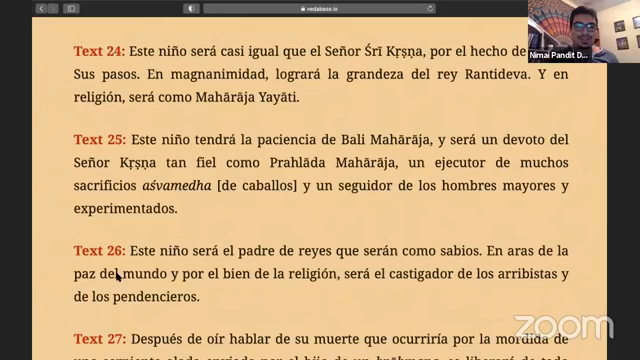 vedabase.io
Text 24: Este niño será casi igual que el Señor Śrī Kṛṣṇa, por el hecho de
Sus pasos. En magnanimidad, logrará la grandeza del rey Rantideva. Y en
religión, será como Mahārāja Yayāti.
Text 25: Este niño tendrá la paciencia de Bali Mahārāja, y será un devoto del
Señor Kṛṣṇa tan fiel como Prahlāda Mahārāja, un ejecutor de muchos
sacrificios aśvamedha [de caballos] y un seguidor de los hombres mayores y
experimentados.
Text 26: Este niño será el padre de reyes que serán como sabios. En aras de la
paz del mundo y por el bien de la religión, será el castigador de los arribistas y
de los pendencieros.
Text 27: Después de oír hablar de su muerte que ocurriría por la mordida de
Nimai Pandit D...
zoom